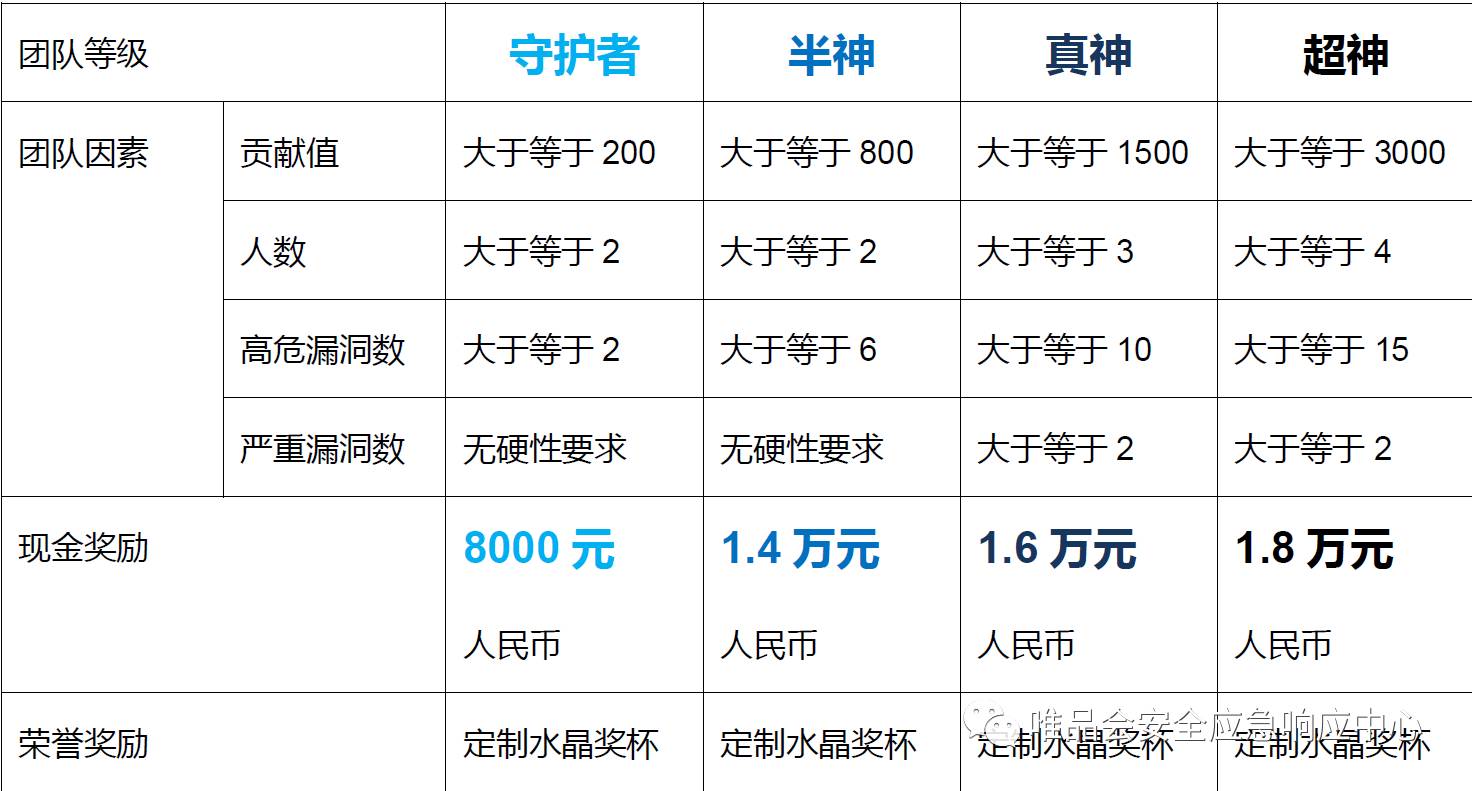 团队等级 守护者 半神 真神 超神
团队因素 贡献值 大于等于 200 大于等于 800 大于等于 1500 大于等于 3000
人数 大于等于 2 大于等于 2 大于等于 3 大于等于 4
高危漏洞数 大于等于 2 大于等于 6 大于等于 10 大于等于 15
严重漏洞数 无硬性要求 无硬性要求 大于等于 2 大于等于 2
现金奖励 8000 元 1.4 万元 1.6 万元 1.8 万元
人民币 人民币 人民币 人民币
唯品会安全应急响应中心
荣誉奖励 定制水晶奖杯 定制水晶奖杯 定制水晶奖杯 定制水晶奖杯